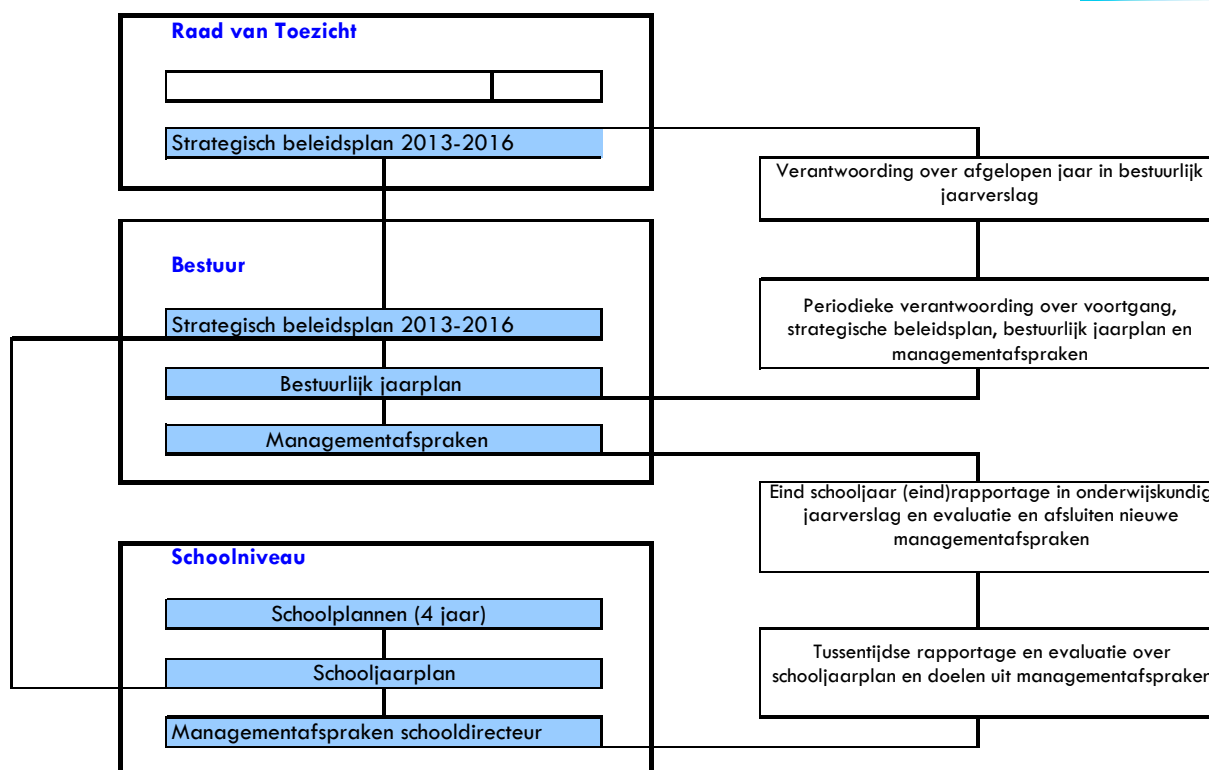 Raad van Toezicht
Strategisch beleidsplan 2013-2016
Verantwoording over afgelopen jaar in bestuurlijk
jaarverslag
Bestuur
Strategisch beleidsplan 2013-2016
Periodieke verantwoording over voortgang,
strategische beleidsplan, bestuurlijk jaarplan en
managementafspraken
Bestuurlijk jaarplan
Managementafspraken
Eind schooljaar (eind)rapportage in onderwijskundig
jaarverslag en evaluatie en afsluiten nieuwe
managementafspraken
Schoolniveau
Schoolplannen (4 jaar)
Schooljaarplan
Tussentijdse rapportage en evaluatie over
schooljaarplan en doelen uit managementafspraken
Managementafspraken schooldirecteur